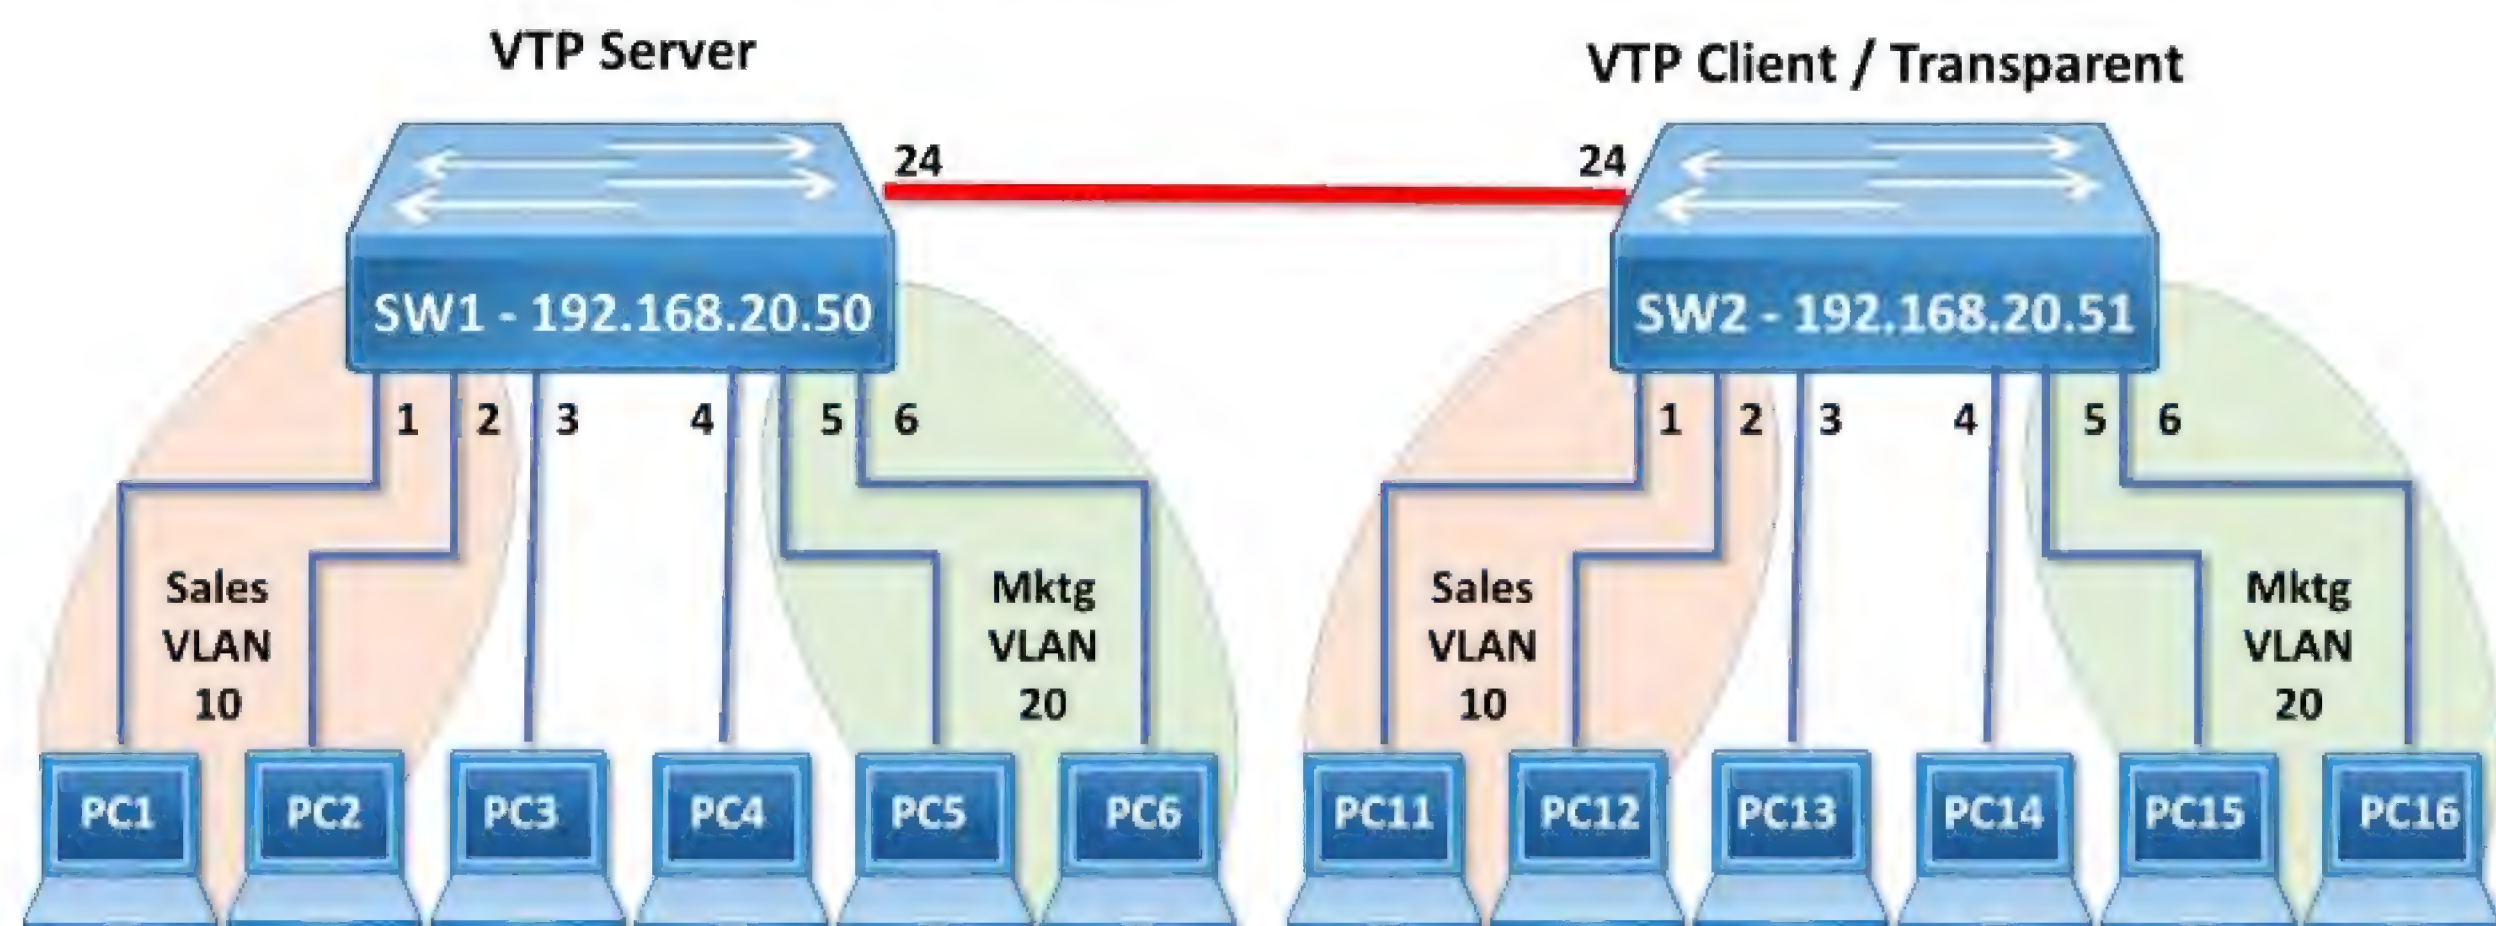 VTP Server
VTP Client / Transparent
24
24
SW1 - 192.168.20.50
SW2 - 192.168.20.51
1 2 3 4 5 6
1 2 3 4 5 6
Sales
VLAN
10
Mktg
VLAN
20
Sales
VLAN
10
Mktg
VLAN
20
PC1 PC2 PC3 PC4 PC5 PC6
PC11 PC12 PC13 PC14 PC15 PC16